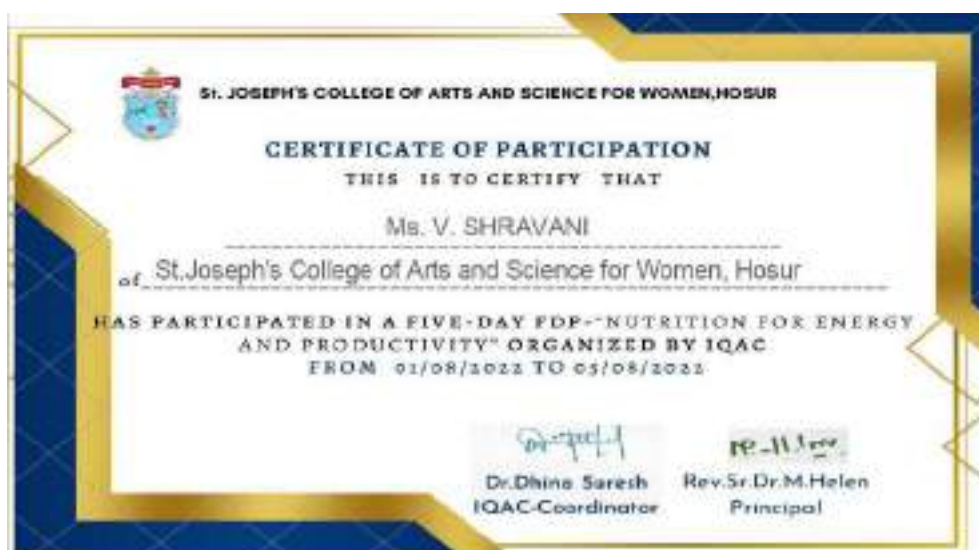 St. JOSEPH'S COLLEGE OF ARTS AND SCIENCE FOR WOMEN,HOSUR
CERTIFICATE OF PARTICIPATION
THIS IS TO CERTIFY THAT
Ms. V. SHRAVANI
of St.Joseph's College of Arts and Science for Women, Hosur
HAS PARTICIPATED IN A FIVE-DAY FDP-"NUTRITION FOR ENERGY
AND PRODUCTIVITY" ORGANIZED BY IQAC
FROM 01/08/2022 TO 05/08/2022
Dr.Dhina Suresh Rev.Sr.Dr.M.Helen
IQAC-Coordinator Principal